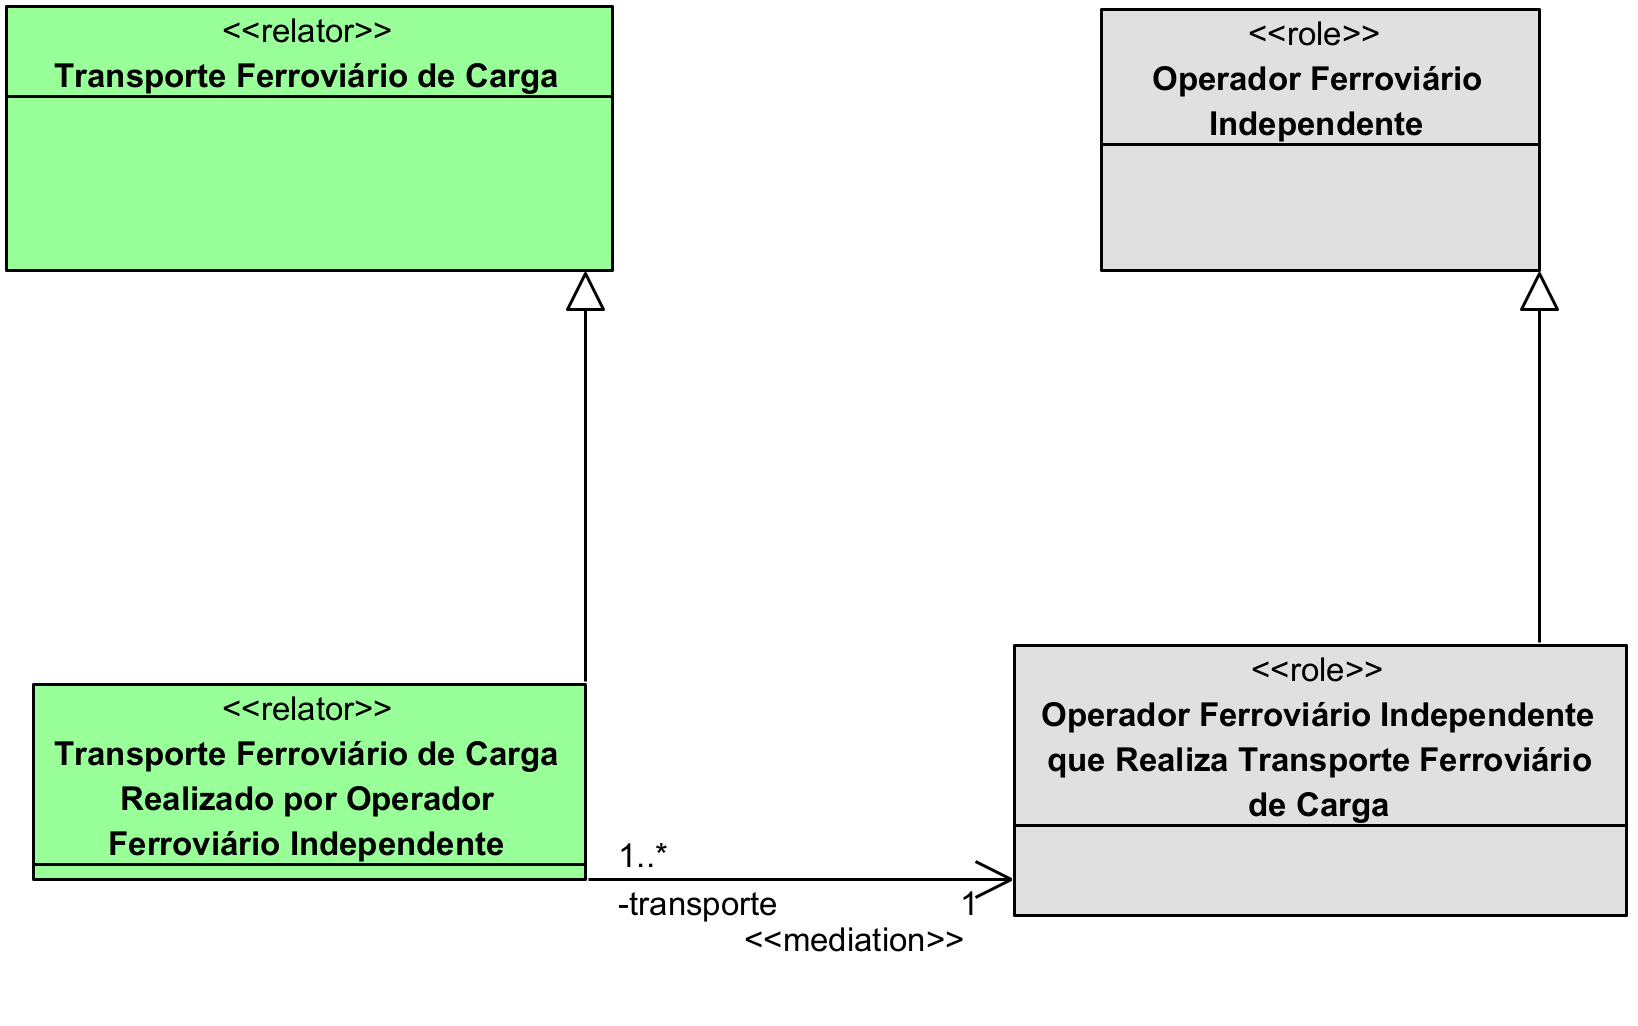 <<relator>>
Transporte Ferroviário de Carga
<<role>>
Operador Ferroviário
Independente
<<relator>>
Transporte Ferroviário de Carga
Realizado por Operador
Ferroviário Independente
<<role>>
Operador Ferroviário Independente
que Realiza Transporte Ferroviário
de Carga
1..*
-transporte
1
<<mediation>>